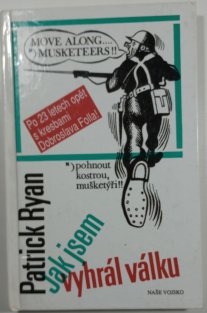 MOVE ALONG....
*) MUSKETEERS!!
Po 23 letech opět
s kresbami
Dobroslava Folla!
*) pohnout
kostrou,
mušketýři!!
Patrick Ryan
Jak jsem
vyhrál válku
NAŠE VOJSKO